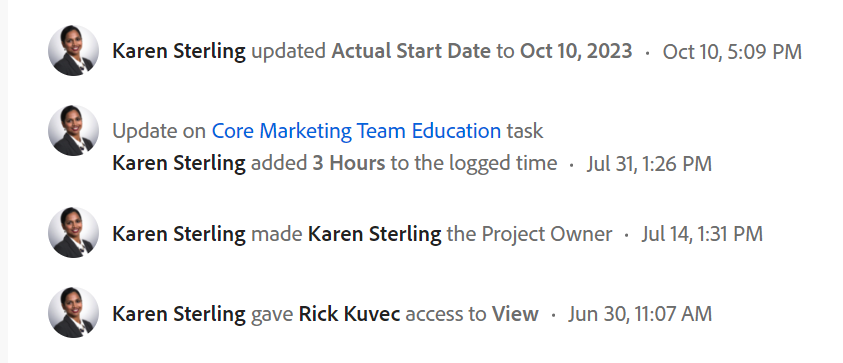 Karen Sterling updated Actual Start Date to Oct 10, 2023 · Oct 10, 5:09 PM
Update on Core Marketing Team Education task
Karen Sterling added 3 Hours to the logged time · Jul 31, 1:26 PM
Karen Sterling made Karen Sterling the Project Owner · Jul 14, 1:31 PM
Karen Sterling gave Rick Kuvec access to View · Jun 30, 11:07 AM